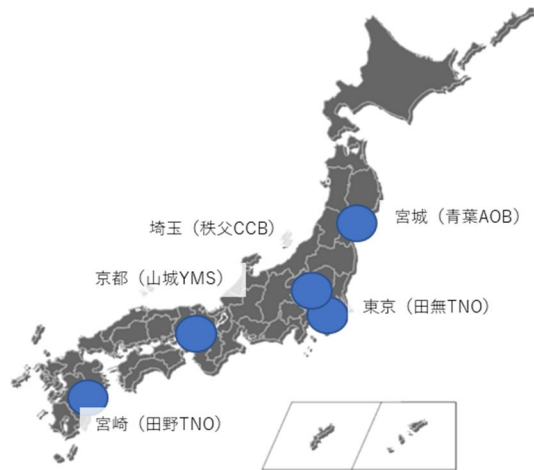 宮城（青葉AOB）
埼玉（秩父CCB）
京都（山城YMS）
東京（田無TNO）
宮崎（田野TNO）